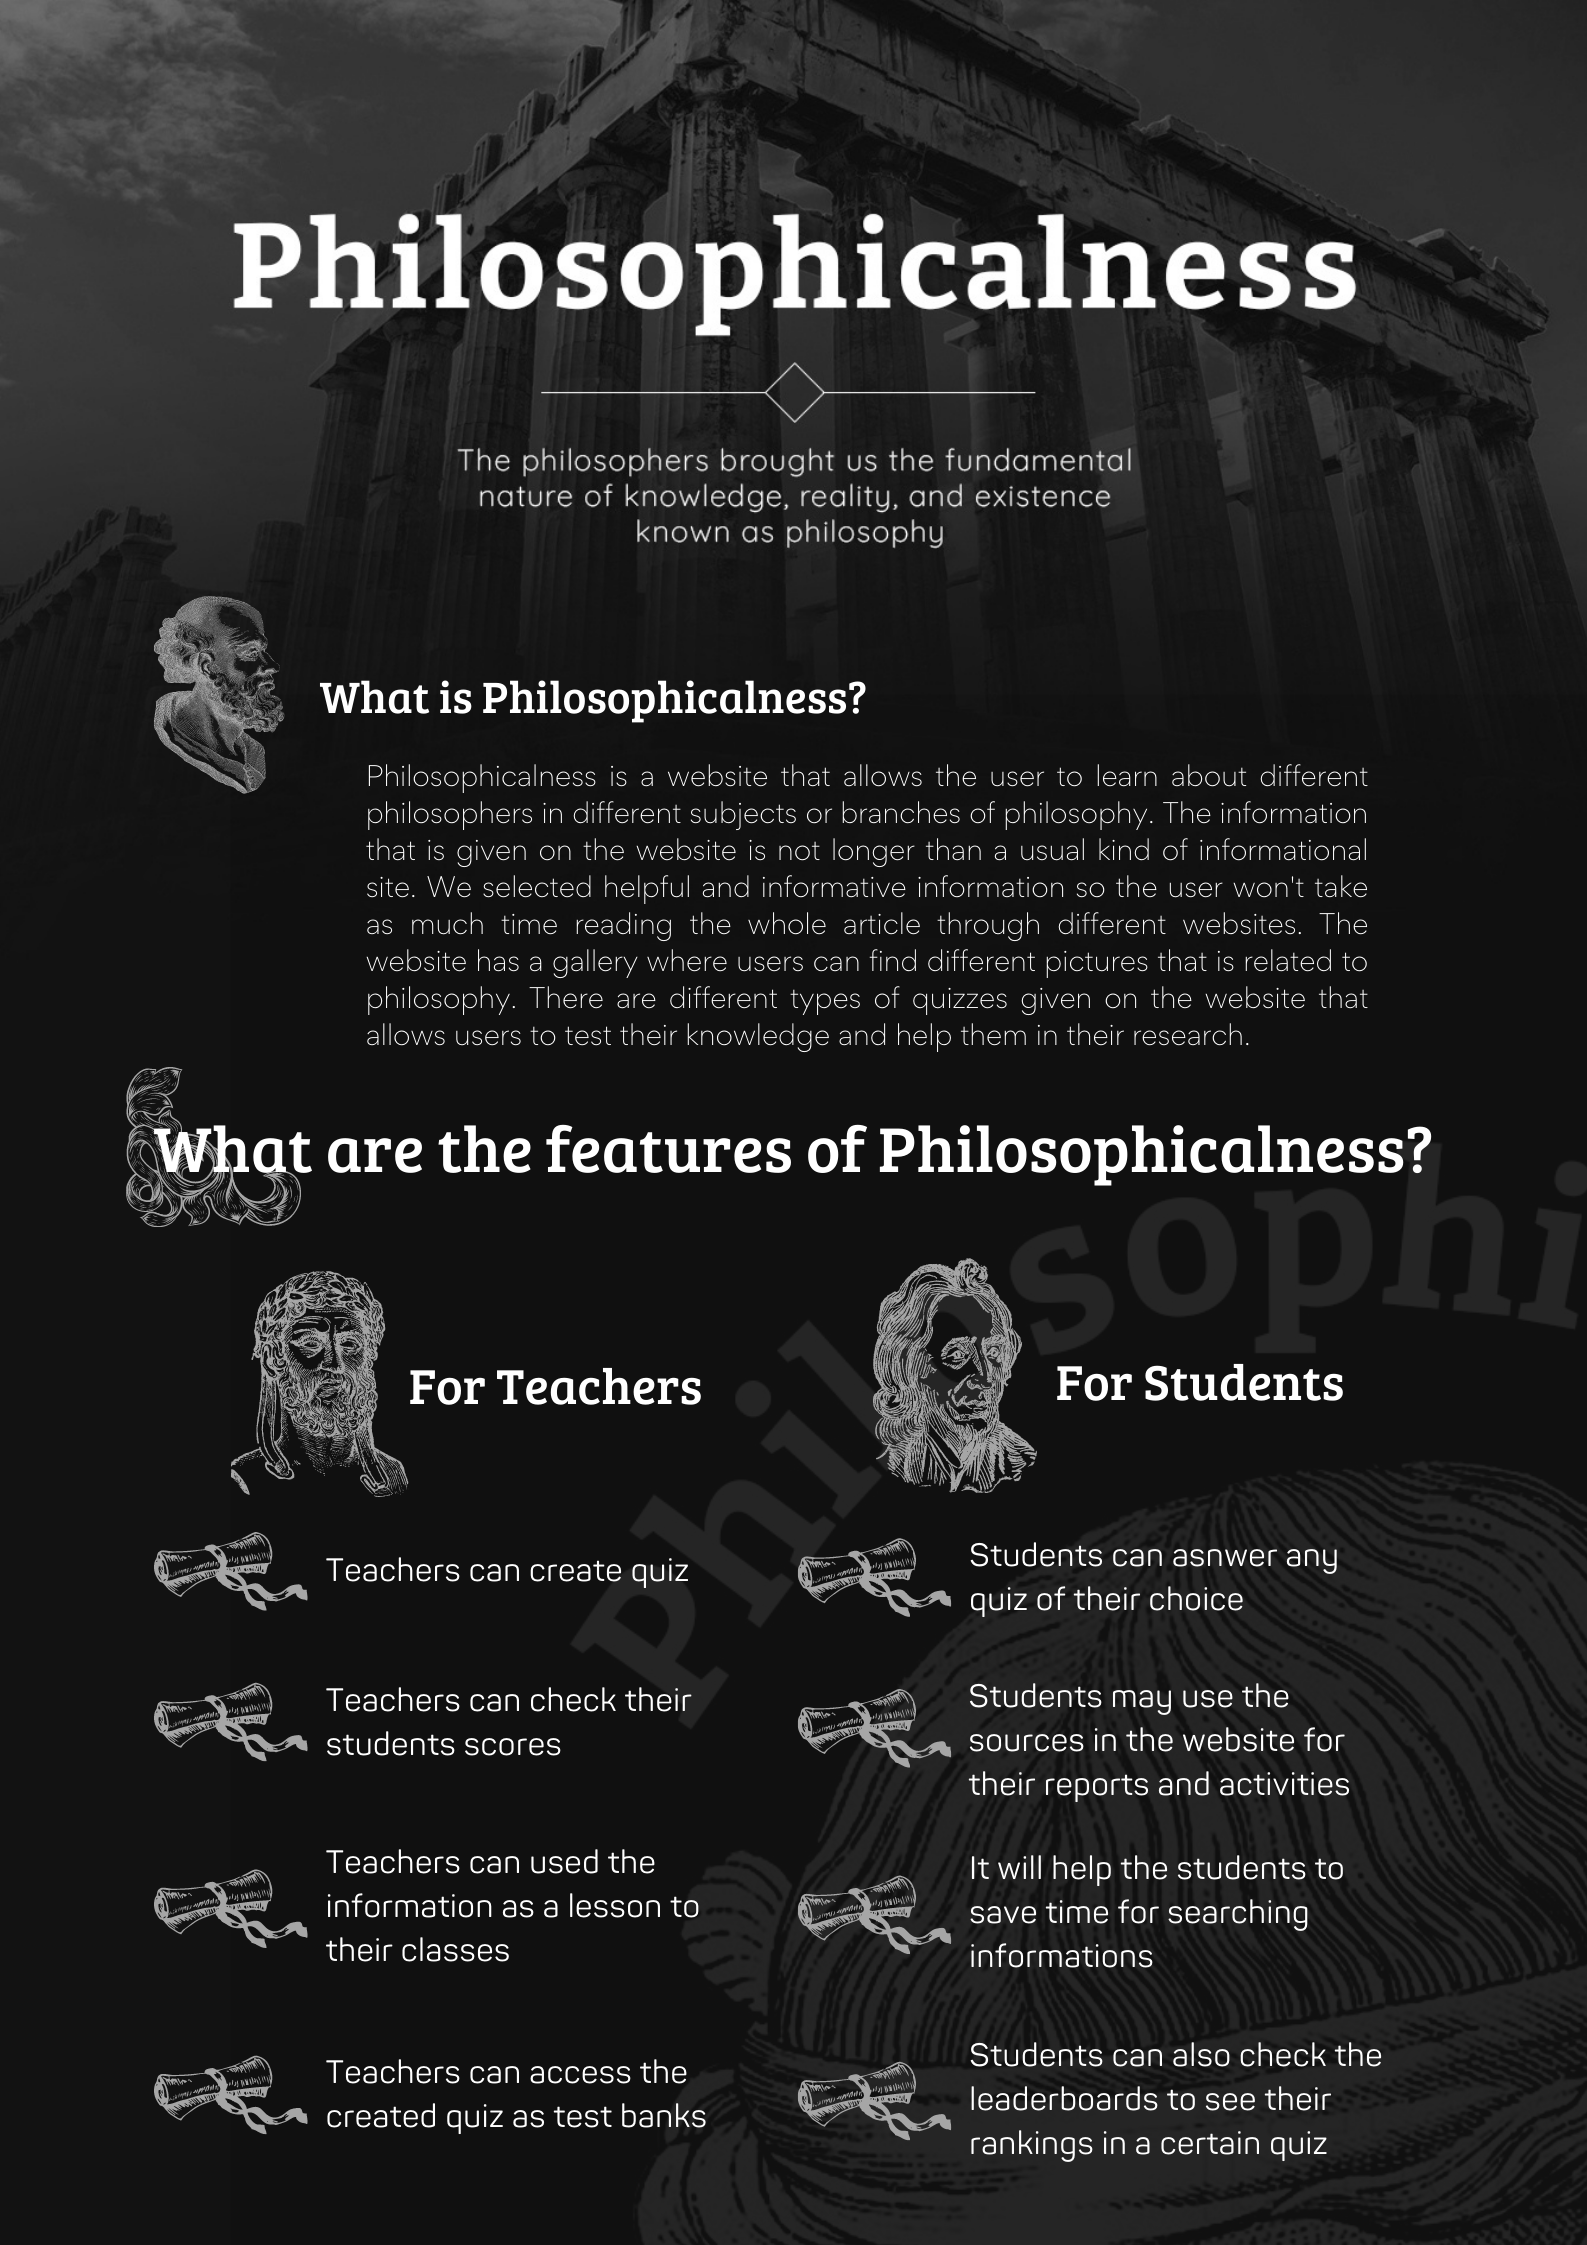 Philosophicalness
The philosophers brought us the fundamental
nature of knowledge, reality, and existence
known as philosophy
What is Philosophicalness?
Philosophicalness is a website that allows the user to learn about different
philosophers in different subjects or branches of philosophy. The information
that is given on the website is not longer than a usual kind of informational
site. We selected helpful and informative information so the user won't take
as much time reading the whole article through different websites. The
website has a gallery where users can find different pictures that is related to
philosophy. There are different types of quizzes given on the website that
allows users to test their knowledge and help them in their research.
What are the features of Philosophicalness?
Philosophi
For Teachers
Teachers can create quiz
Teachers can check their
students scores
Teachers can used the
information as a lesson to
their classes
Teachers can access the
created quiz as test banks
For Students
Students can asnwer any
quiz of their choice
Students may use the
sources in the website for
their reports and activities
It will help the students to
save time for searching
informations
Students can also check the
leaderboards to see their
rankings in a certain quiz